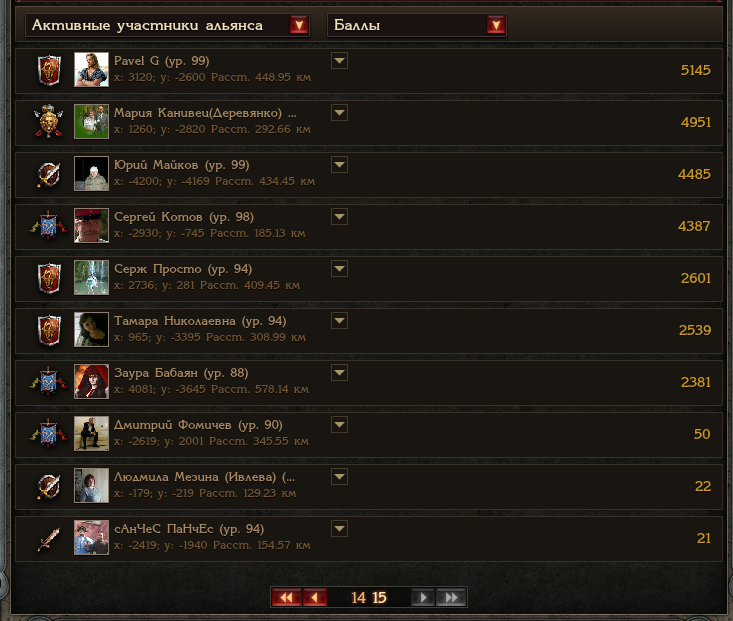 Активные участники альянса
Баллы
Pavel G (ур. 99)
x: 3120; y: -2600 Расст. 448.95 км
5145
Мария Канивец(Деревянко) ...
x: 1260; y: -2820 Расст. 292.66 км
4951
Юрий Майков (ур. 99)
x: -4200; y: -4169 Расст. 434.45 км
4485
Сергей Котов (ур. 98)
x: -2930; y: -745 Расст. 185.13 км
4387
Серж Просто (ур. 94)
x: 2736; y: 281 Расст. 409.45 км
2601
Тамара Николаевна (ур. 94)
x: 965; y: -3395 Расст. 308.99 км
2539
Заура Бабаян (ур. 88)
x: 4081; y: -3645 Расст. 578.14 км
2381
Дмитрий Фомичев (ур. 90)
x: -2619; y: 2001 Расст. 345.55 км
50
Людмила Мезина (Ивлева) (...
x: -179; y: -219 Расст. 129.23 км
22
сАнЧеС ПаНчЕс (ур. 94)
x: -2419; y: -1940 Расст. 154.57 км
21
14 15